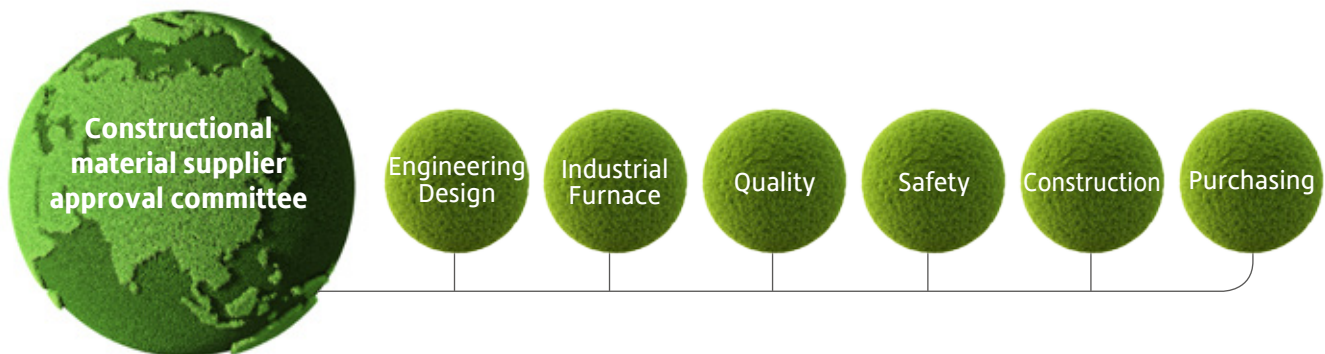 Constructional
material supplier
approval committee
Engineering
Design
Industrial
Furnace
Quality
Safety
Construction
Purchasing